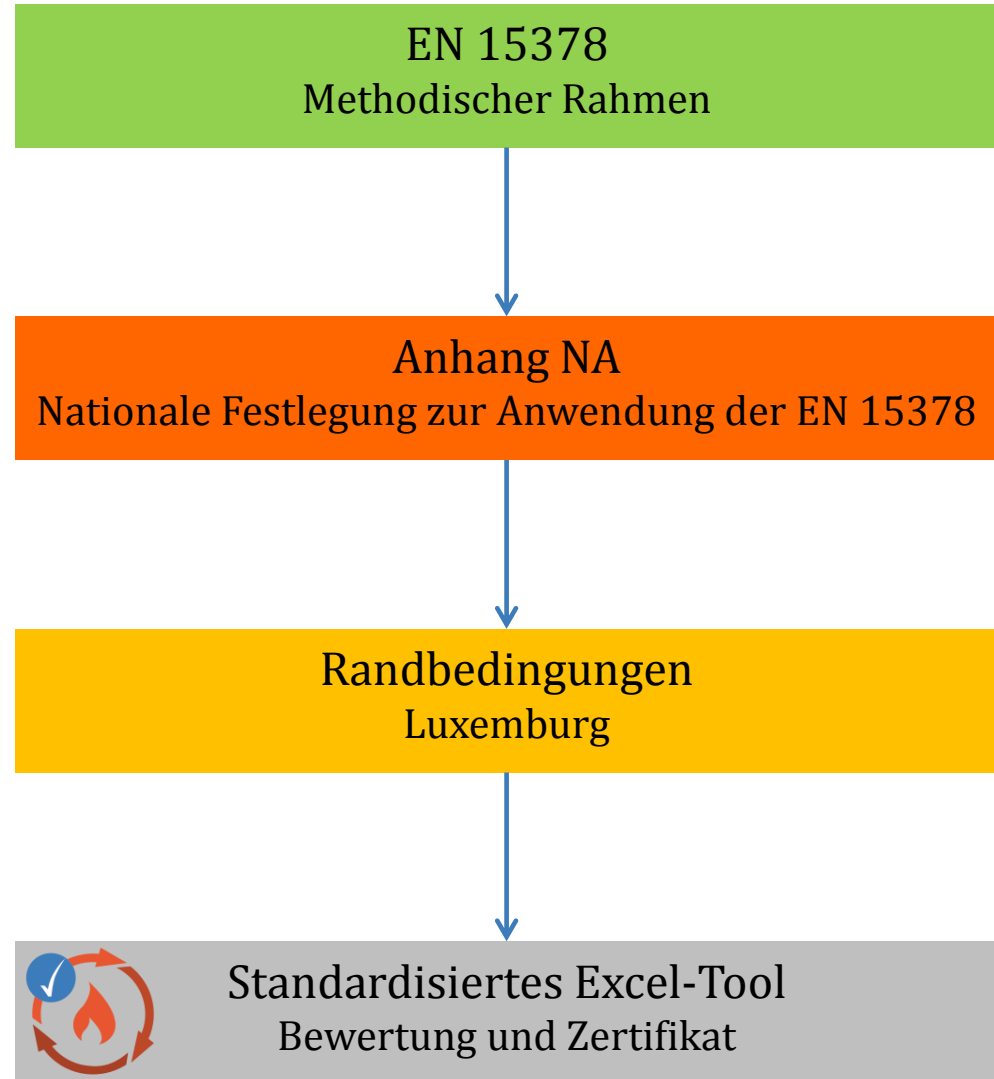 EN 15378
Methodischer Rahmen
Anhang NA
Nationale Festlegung zur Anwendung der EN 15378
Randbedingungen
Luxemburg
Standardisiertes Excel-Tool
Bewertung und Zertifikat